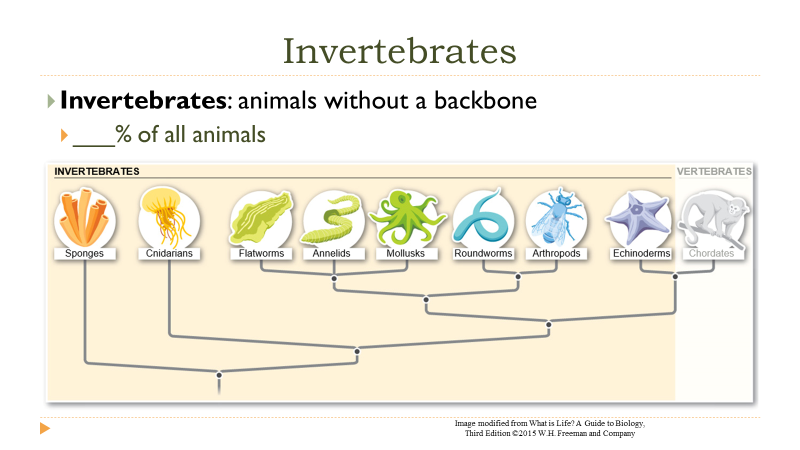 Invertebrates
Invertebrates: animals without a backbone
___% of all animals
INVERTEBRATES VERTEBRATES
Sponges Cnidarians Flatworms Annelids Mollusks Roundworms Arthropods Echinoderms Chordates
Image modified from What is Life? A Guide to Biology,
Third Edition ©2015 W.H. Freeman and Company